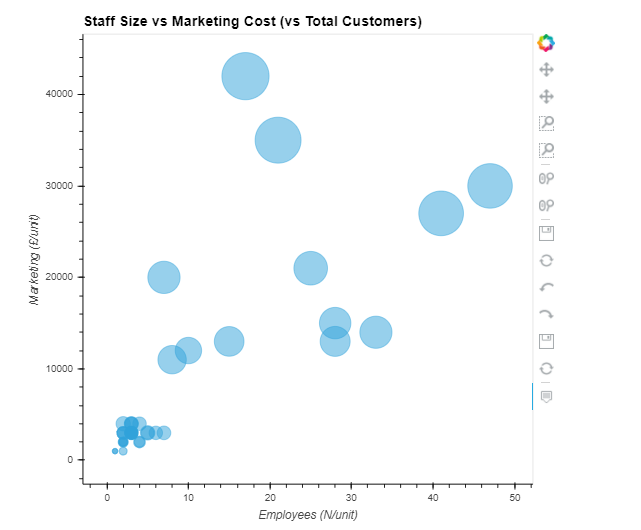 Staff Size vs Marketing Cost (vs Total Customers)
40000
30000
20000
10000
0
Marketing (£/unit)
0 10 20 30 40 50
Employees (N/unit)